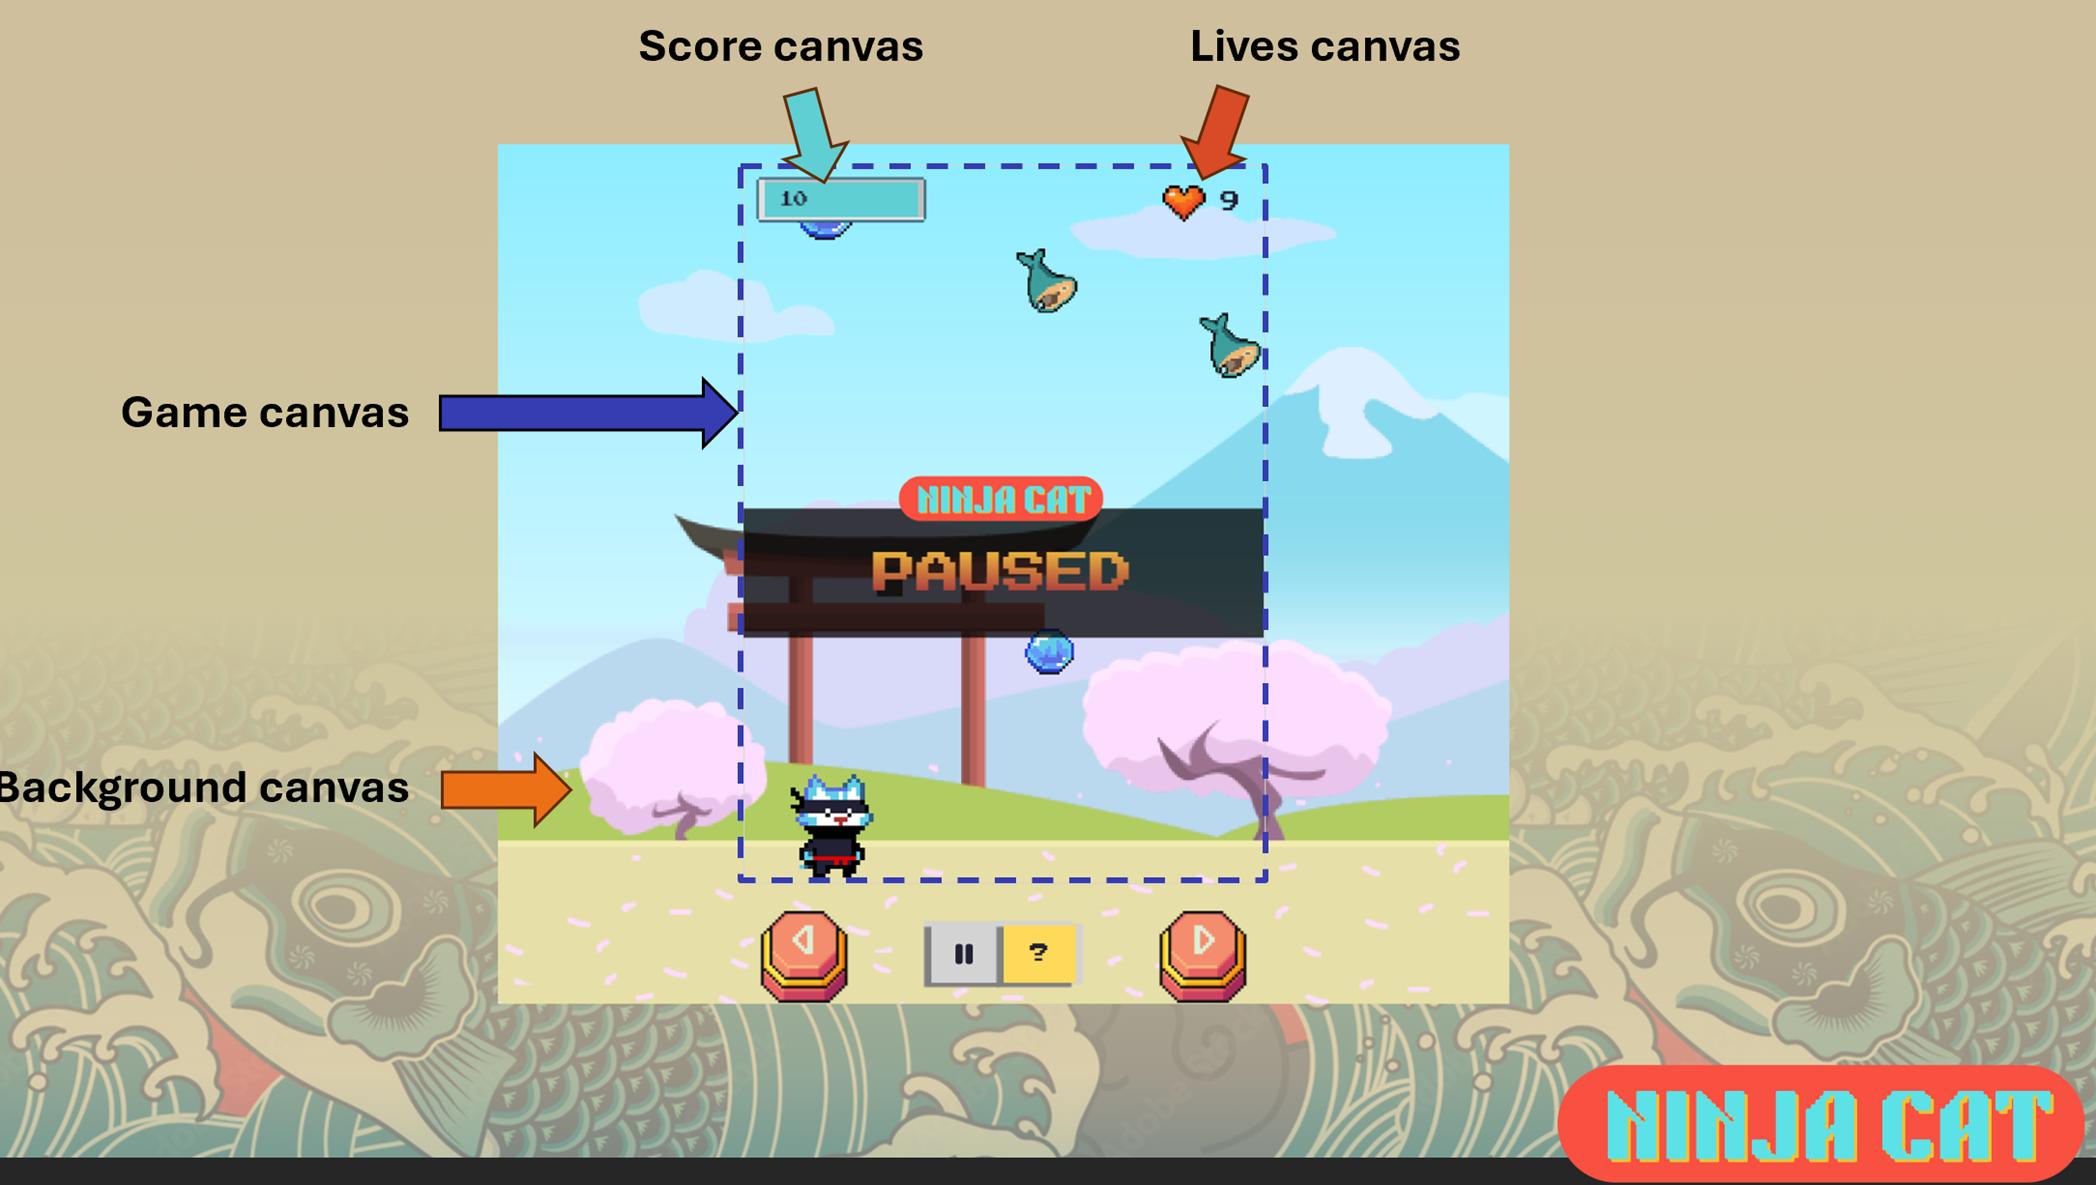 Score canvas
Lives canvas
10
9
Game canvas
NINJA CAT
PAUSED
Background canvas
?
NINJA CAT